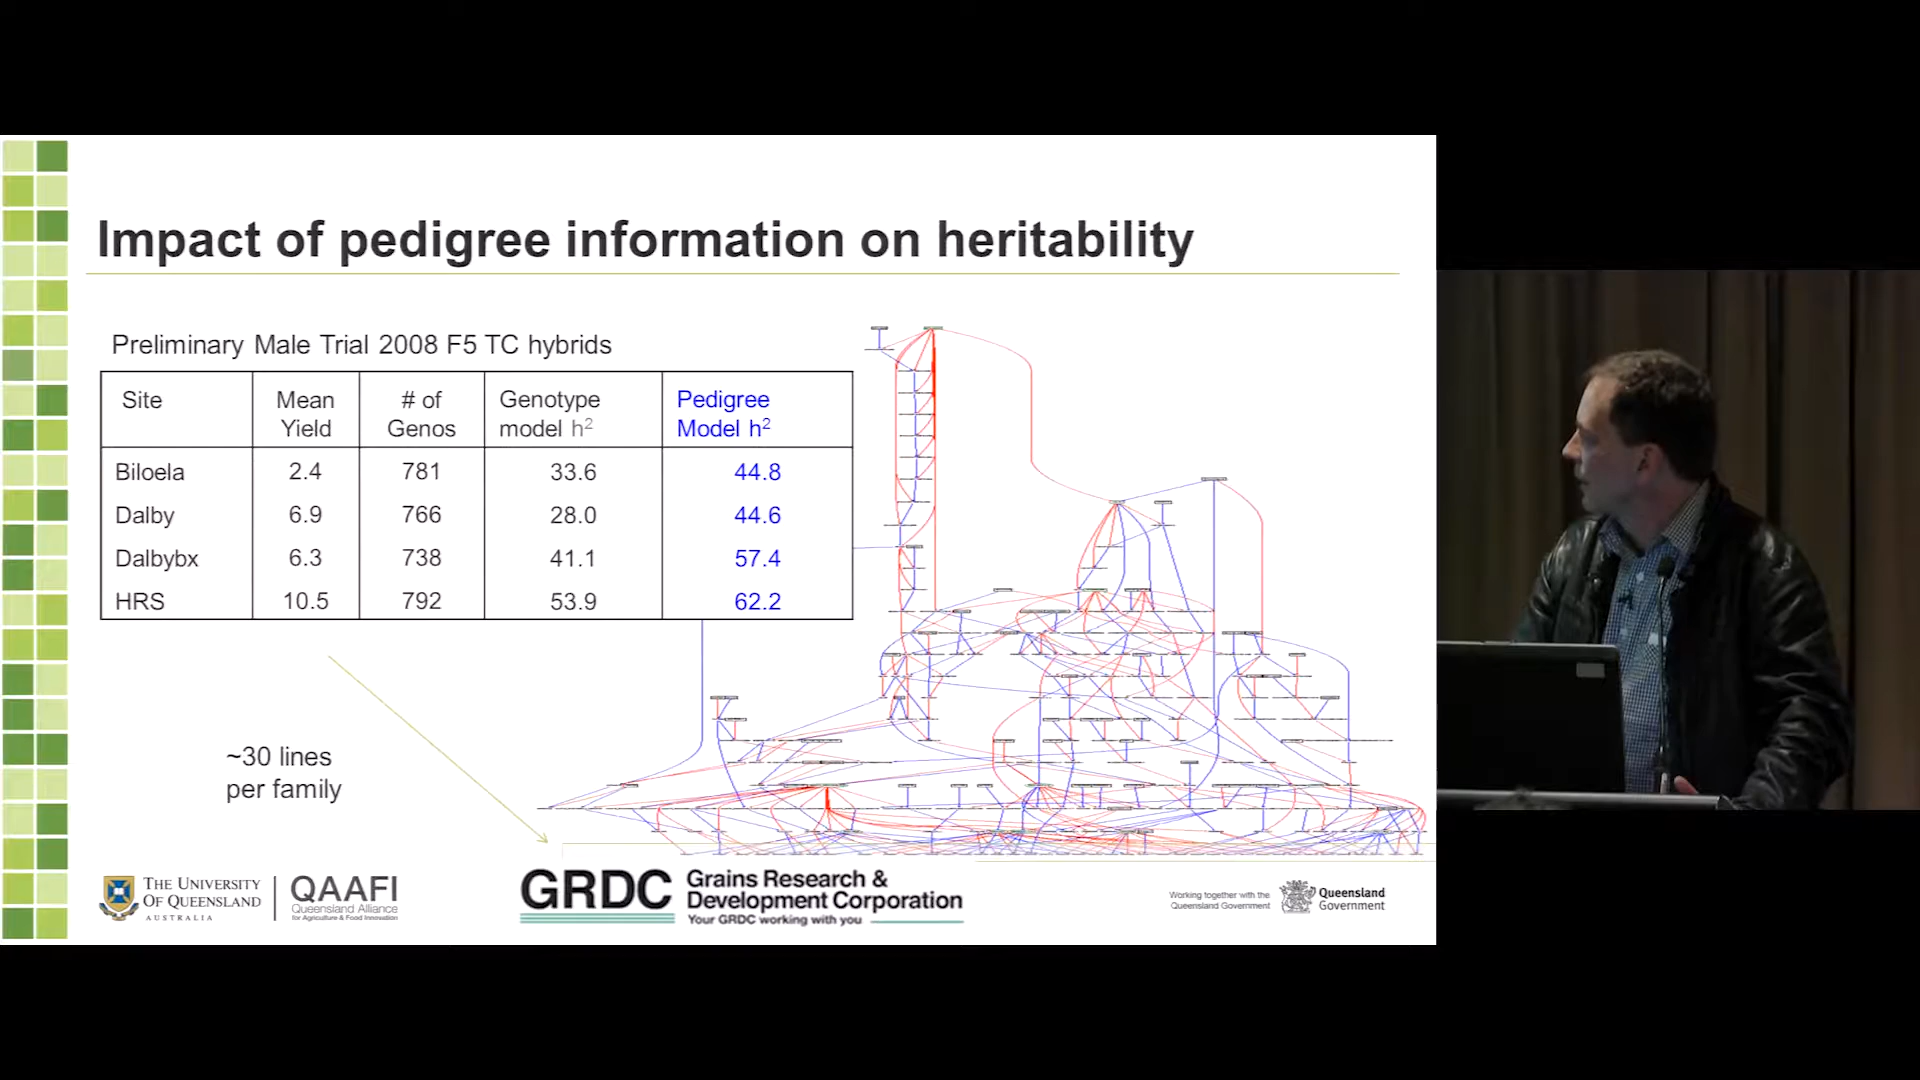 Impact of pedigree information on heritability
Preliminary Male Trial 2008 F5 TC hybrids
Site Mean Yield # of Genos Genotype model h² Pedigree Model h²
Biloela 2.4 781 33.6 44.8
Dalby 6.9 766 28.0 44.6
Dalbybx 6.3 738 41.1 57.4
HRS 10.5 792 53.9 62.2
~30 lines
per family
THE UNIVERSITY
OF QUEENSLAND
AUSTRALIA
QAAFI
Queensland Alliance
for Agriculture & Food Innovation
GRDC
Grains Research &
Development Corporation
Your GRDC working with you
Working together with the
Queensland Government
Queensland
Government